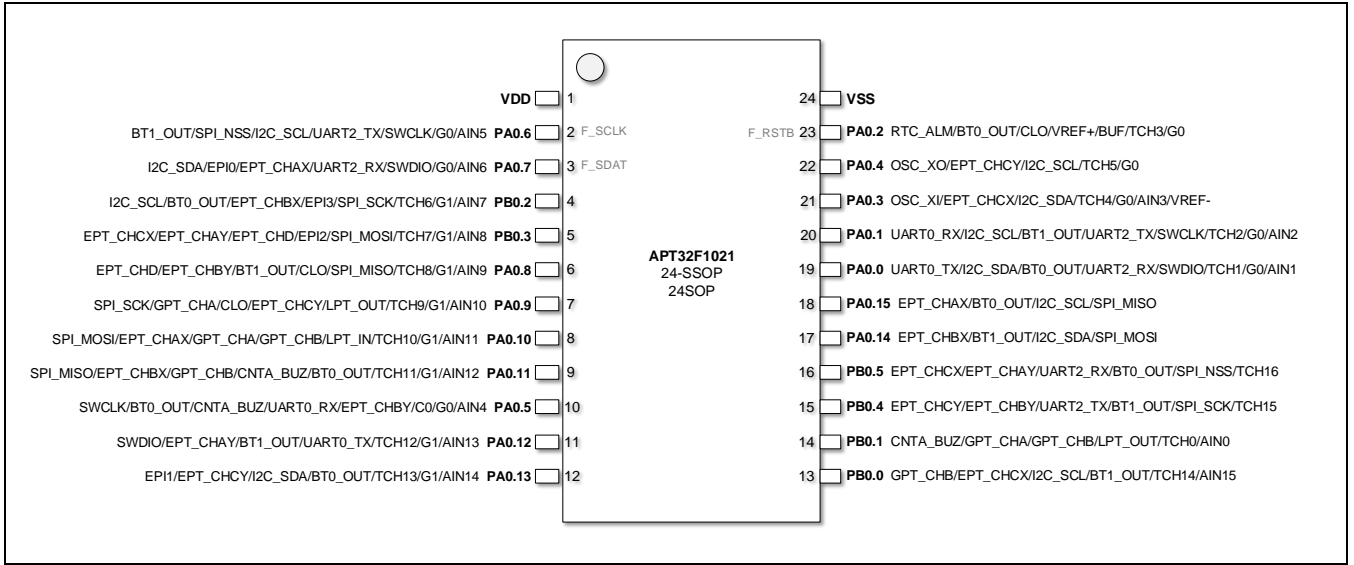 VDD 1
BT1_OUT/SPI_NSS/I2C_SCL/UART2_TX/SWCLK/G0/AIN5 PA0.6 2 F_SCLK
I2C_SDA/EPI0/EPT_CHAX/UART2_RX/SWDIO/G0/AIN6 PA0.7 3 F_SDAT
I2C_SCL/BT0_OUT/EPT_CHBX/EPI3/SPI_SCK/TCH6/G1/AIN7 PB0.2 4
EPT_CHCX/EPT_CHAY/EPT_CHD/EPI2/SPI_MOSI/TCH7/G1/AIN8 PB0.3 5
EPT_CHD/EPT_CHBY/BT1_OUT/CLO/SPI_MISO/TCH8/G1/AIN9 PA0.8 6
SPI_SCK/GPT_CHA/CLO/EPT_CHCY/LPT_OUT/TCH9/G1/AIN10 PA0.9 7
SPI_MOSI/EPT_CHAX/GPT_CHA/GPT_CHB/LPT_IN/TCH10/G1/AIN11 PA0.10 8
SPI_MISO/EPT_CHBX/GPT_CHB/CNTA_BUZ/BT0_OUT/TCH11/G1/AIN12 PA0.11 9
SWCLK/BT0_OUT/CNTA_BUZ/UART0_RX/EPT_CHBY/C0/G0/AIN4 PA0.5 10
SWDIO/EPT_CHAY/BT1_OUT/UART0_TX/TCH12/G1/AIN13 PA0.12 11
EPI1/EPT_CHCY/I2C_SDA/BT0_OUT/TCH13/G1/AIN14 PA0.13 12
APT32F1021
24-SSOP
24SOP
24 VSS
F_RSTB 23 PA0.2 RTC_ALM/BT0_OUT/CLO/VREF+/BUF/TCH3/G0
22 PA0.4 OSC_XO/EPT_CHCY/I2C_SCL/TCH5/G0
21 PA0.3 OSC_XI/EPT_CHCX/I2C_SDA/TCH4/G0/AIN3/VREF-
20 PA0.1 UART0_RX/I2C_SCL/BT1_OUT/UART2_TX/SWCLK/TCH2/G0/AIN2
19 PA0.0 UART0_TX/I2C_SDA/BT0_OUT/UART2_RX/SWDIO/TCH1/G0/AIN1
18 PA0.15 EPT_CHAX/BT0_OUT/I2C_SCL/SPI_MISO
17 PA0.14 EPT_CHBX/BT1_OUT/I2C_SDA/SPI_MOSI
16 PB0.5 EPT_CHCX/EPT_CHAY/UART2_RX/BT0_OUT/SPI_NSS/TCH16
15 PB0.4 EPT_CHCY/EPT_CHBY/UART2_TX/BT1_OUT/SPI_SCK/TCH15
14 PB0.1 CNTA_BUZ/GPT_CHA/GPT_CHB/LPT_OUT/TCH0/AIN0
13 PB0.0 GPT_CHB/EPT_CHCX/I2C_SCL/BT1_OUT/TCH14/AIN15